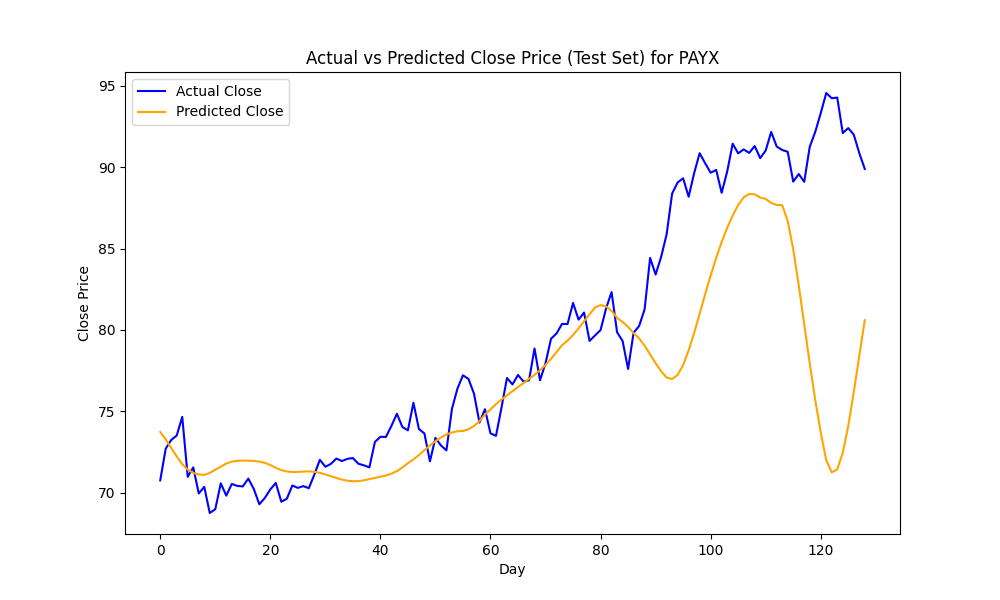 Actual vs Predicted Close Price (Test Set) for PAYX
Actual Close
Predicted Close
95
90
85
80
75
70
Close Price
0 20 40 60 80 100 120
Day